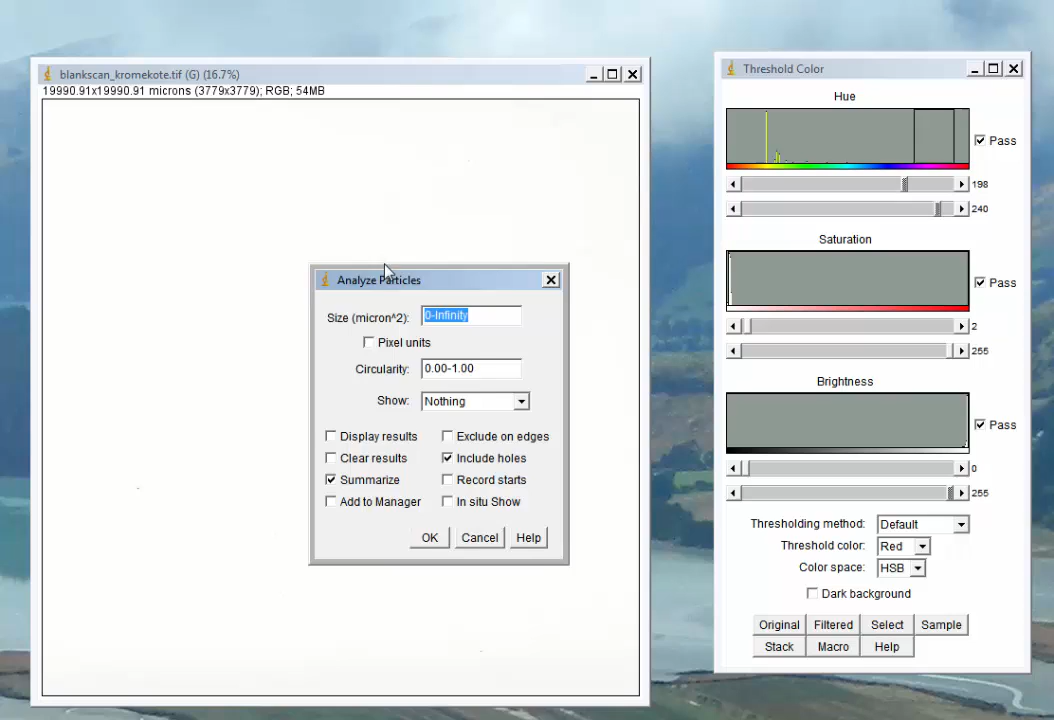 blankscan_kromekote.tif (G) (16.7%)
19990.91x19990.91 microns (3779x3779); RGB; 54MB
Analyze Particles
Size (micron^2): 0-Infinity
Pixel units
Circularity: 0.00-1.00
Show: Nothing
Display results Exclude on edges
Clear results Include holes
Summarize Record starts
Add to Manager In situ Show
OK Cancel Help
Threshold Color
Hue
Pass
198
240
Saturation
Pass
2
255
Brightness
Pass
0
255
Thresholding method: Default
Threshold color: Red
Color space: HSB
Dark background
Original Filtered Select Sample
Stack Macro Help